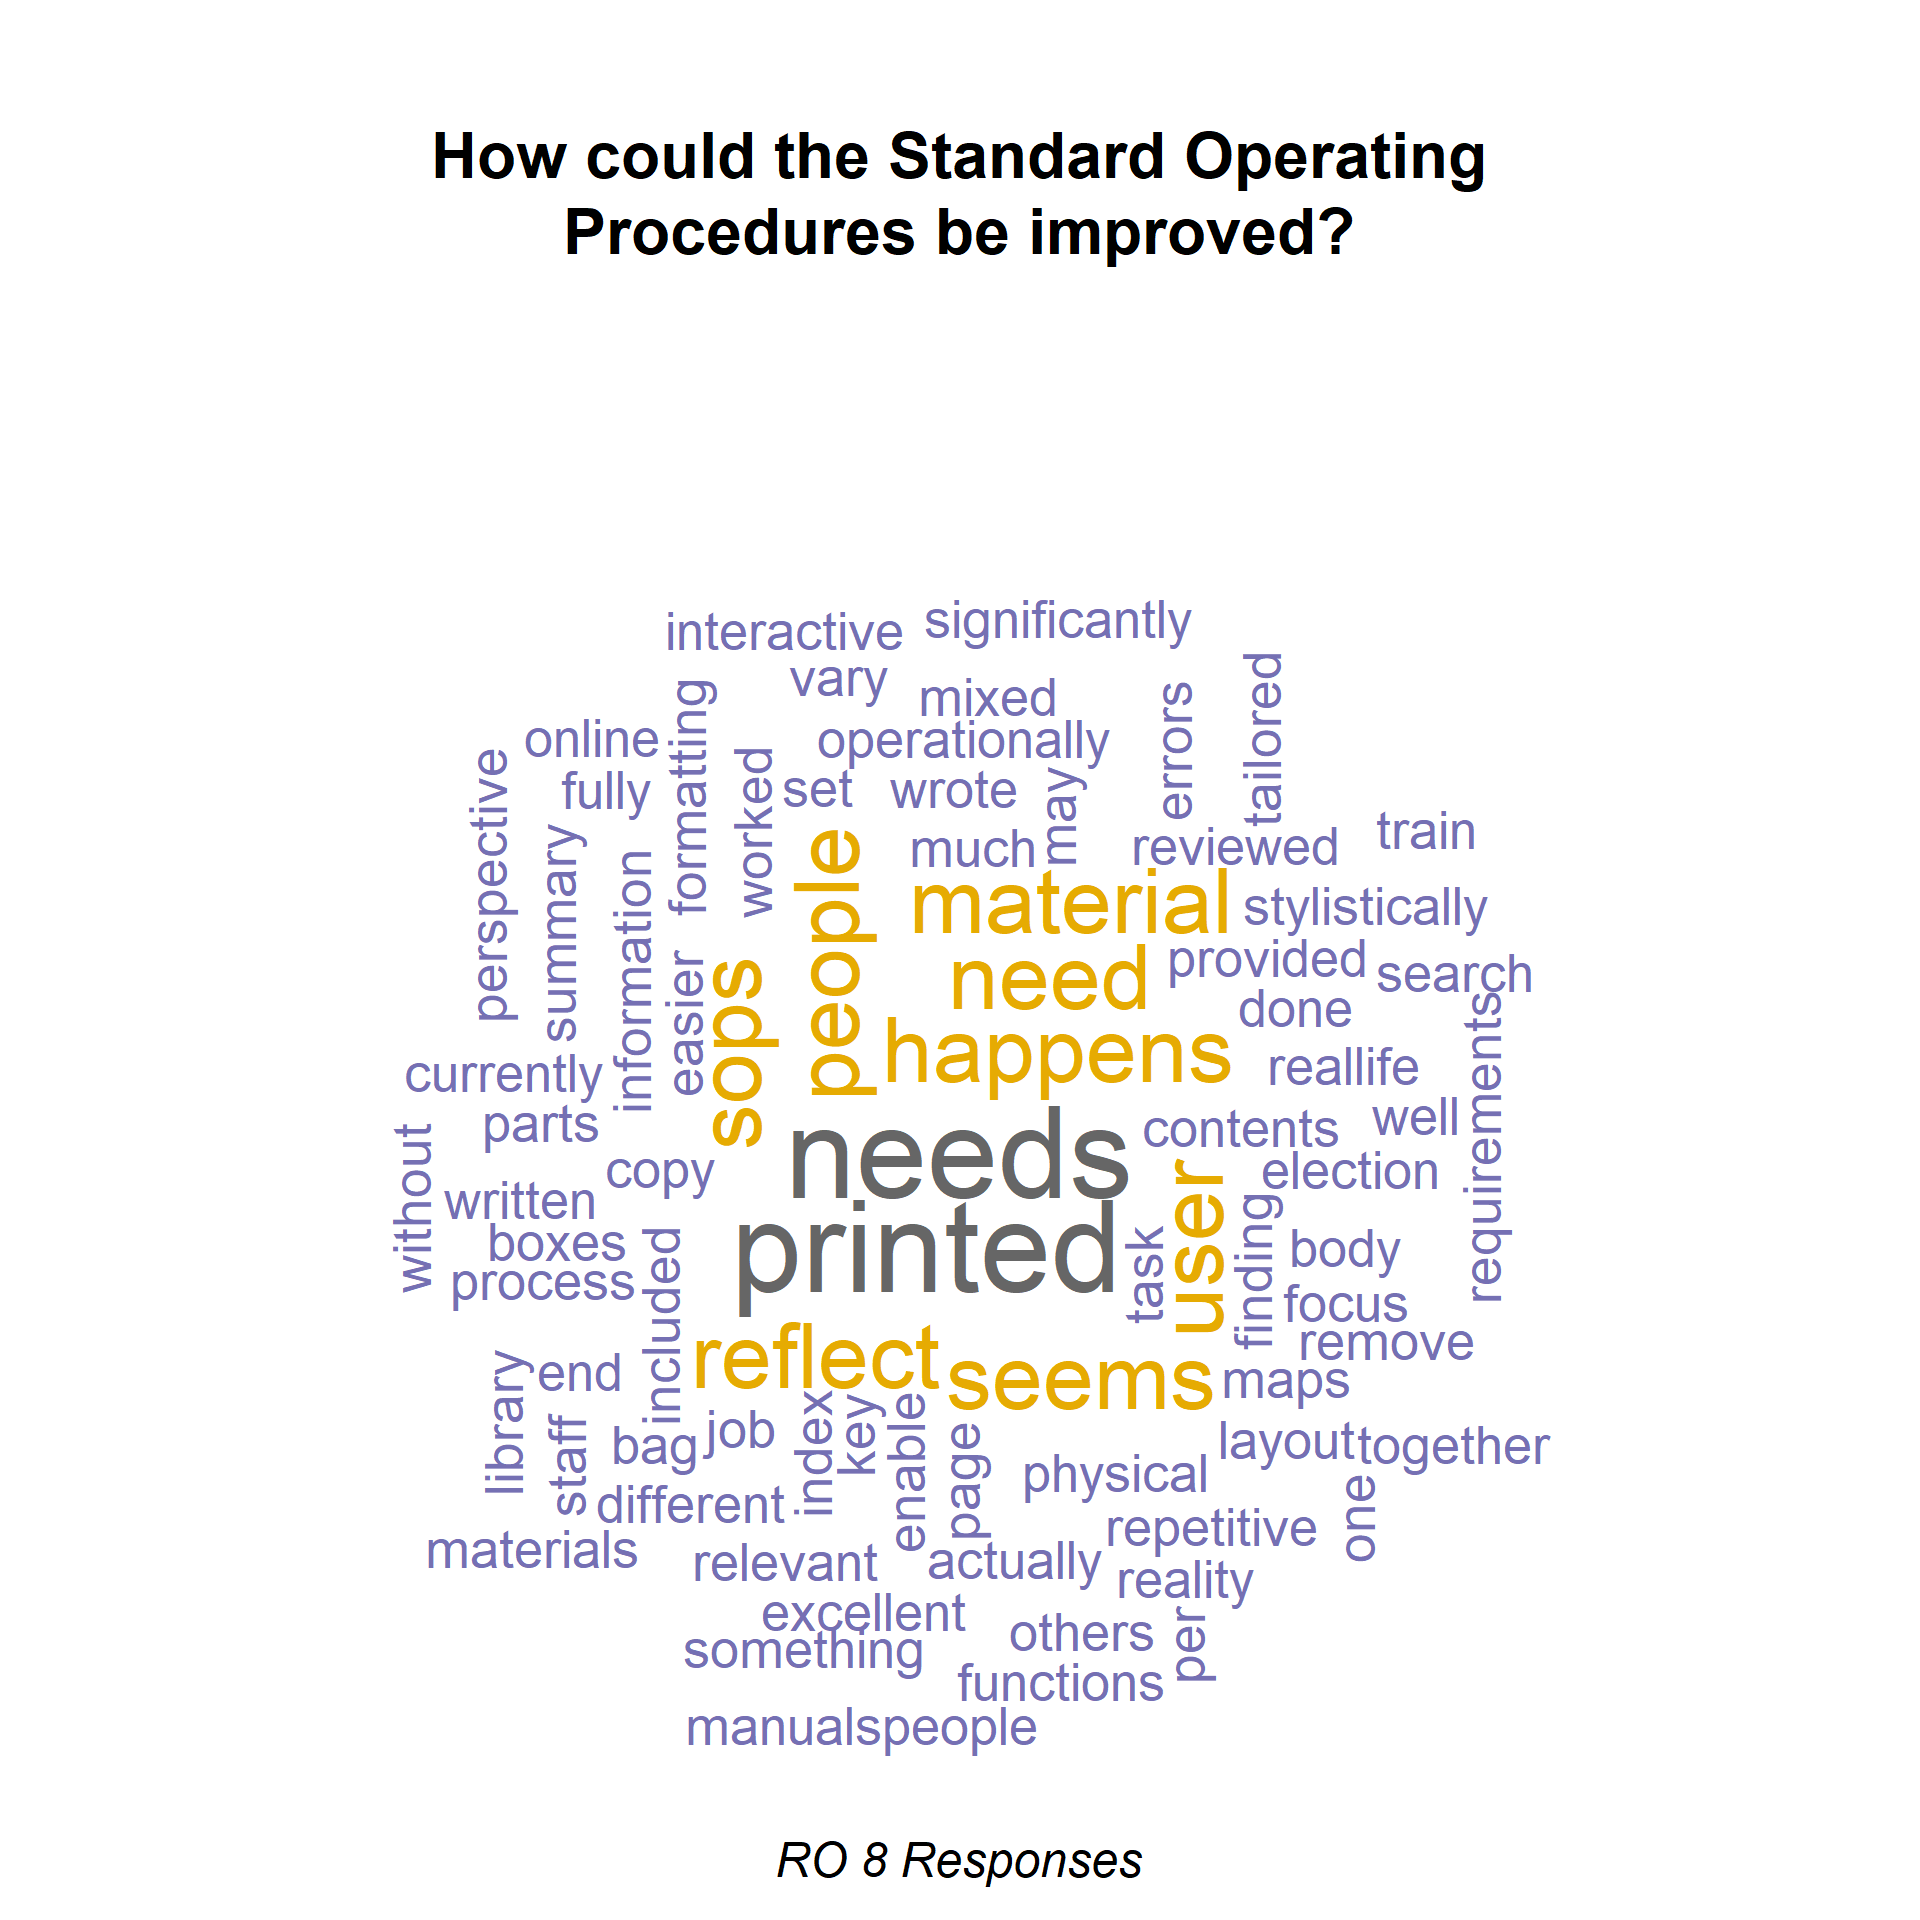 How could the Standard Operating
Procedures be improved?
interactive
significantly
vary
mixed
formatting
errors
tailored
online
operationally
perspective
fully
worked
set
wrote
may
summary
people
much
reviewed
train
information
material
stylistically
easier
sops
need
provided
search
done
requirements
currently
happens
reallife
parts
without
needs
contents
well
copy
user
election
written
printed
task
finding
body
boxes
process
included
focus
reflect
seems
remove
library
end
maps
staff
bag
job
index
key
enable
page
physical
layout
together
different
one
materials
relevant
actually
repetitive
reality
excellent
something
others
per
functions
manualspeople
RO 8 Responses